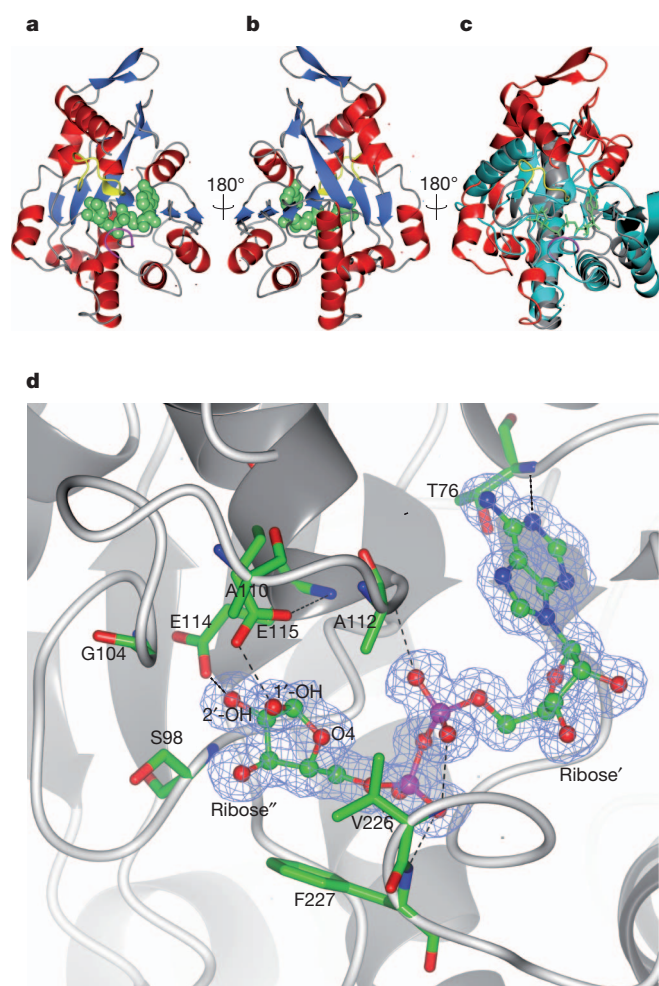 a
b
c
180°
180°
d
T76
A110
E114
E115
A112
G104
1′-OH
2′-OH
O4
S98
Ribose′
Ribose″
V226
F227